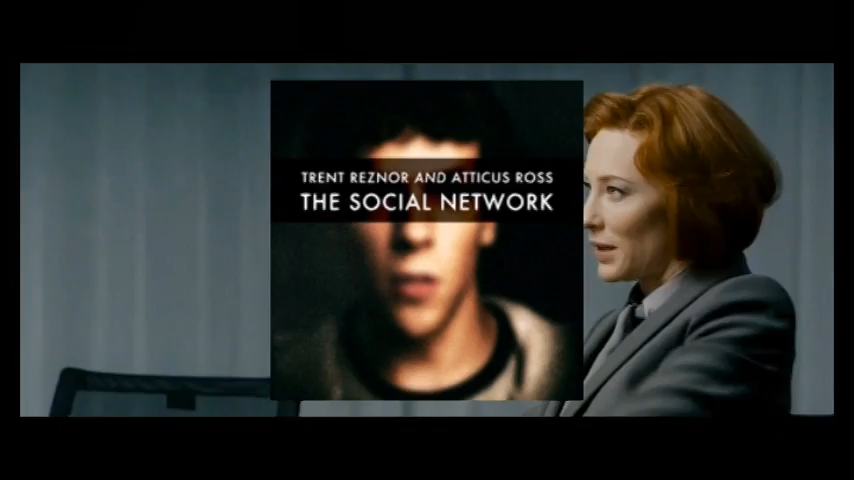 TRENT REZNOR AND ATTICUS ROSS
THE SOCIAL NETWORK